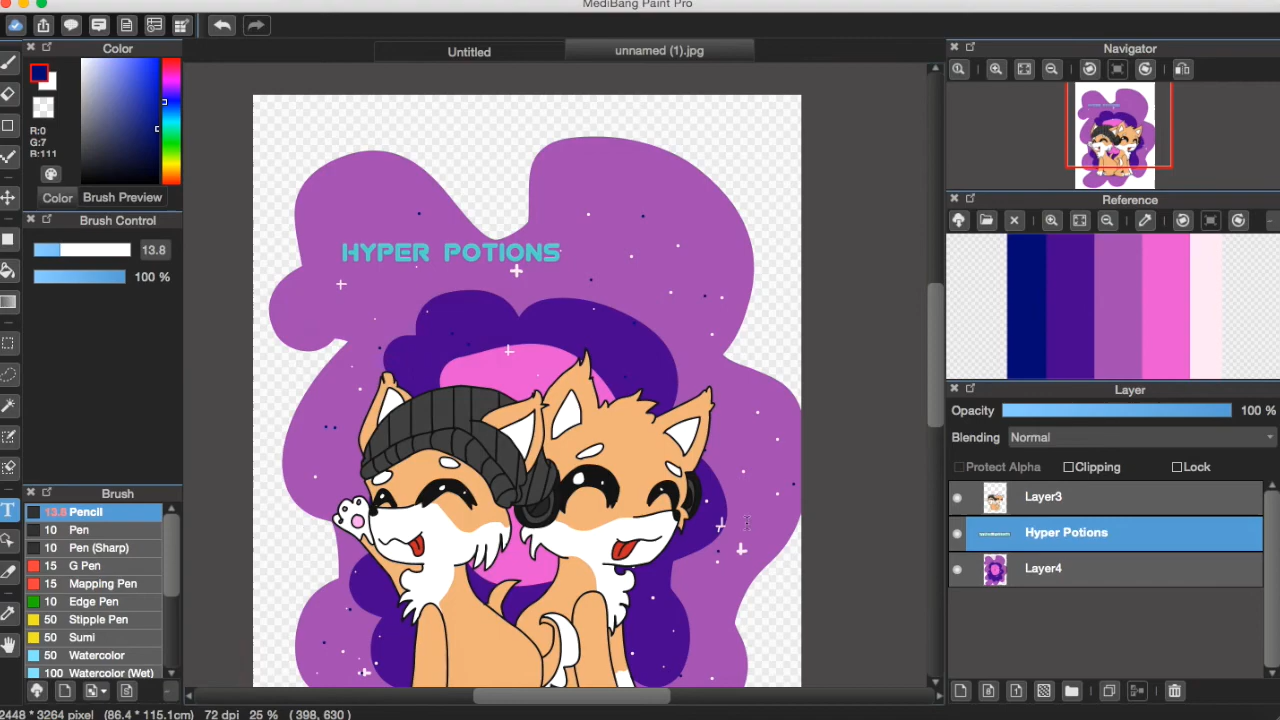 MediBang Paint Pro
Untitled
unnamed (1).jpg
Color
R:0
G:7
R:111
Color
Brush Preview
Brush Control
13.8
100 %
Brush
13.8 Pencil
10 Pen
10 Pen (Sharp)
15 G Pen
15 Mapping Pen
10 Edge Pen
50 Stipple Pen
50 Sumi
50 Watercolor
100 Watercolor (Wet)
HYPER POTIONS
Navigator
Reference
Layer
Opacity
100 %
Blending
Normal
Protect Alpha
Clipping
Lock
Layer3
Hyper Potions
Layer4
2448 * 3264 pixel (86.4 * 115.1cm) 72 dpi 25 % ( 398, 630 )